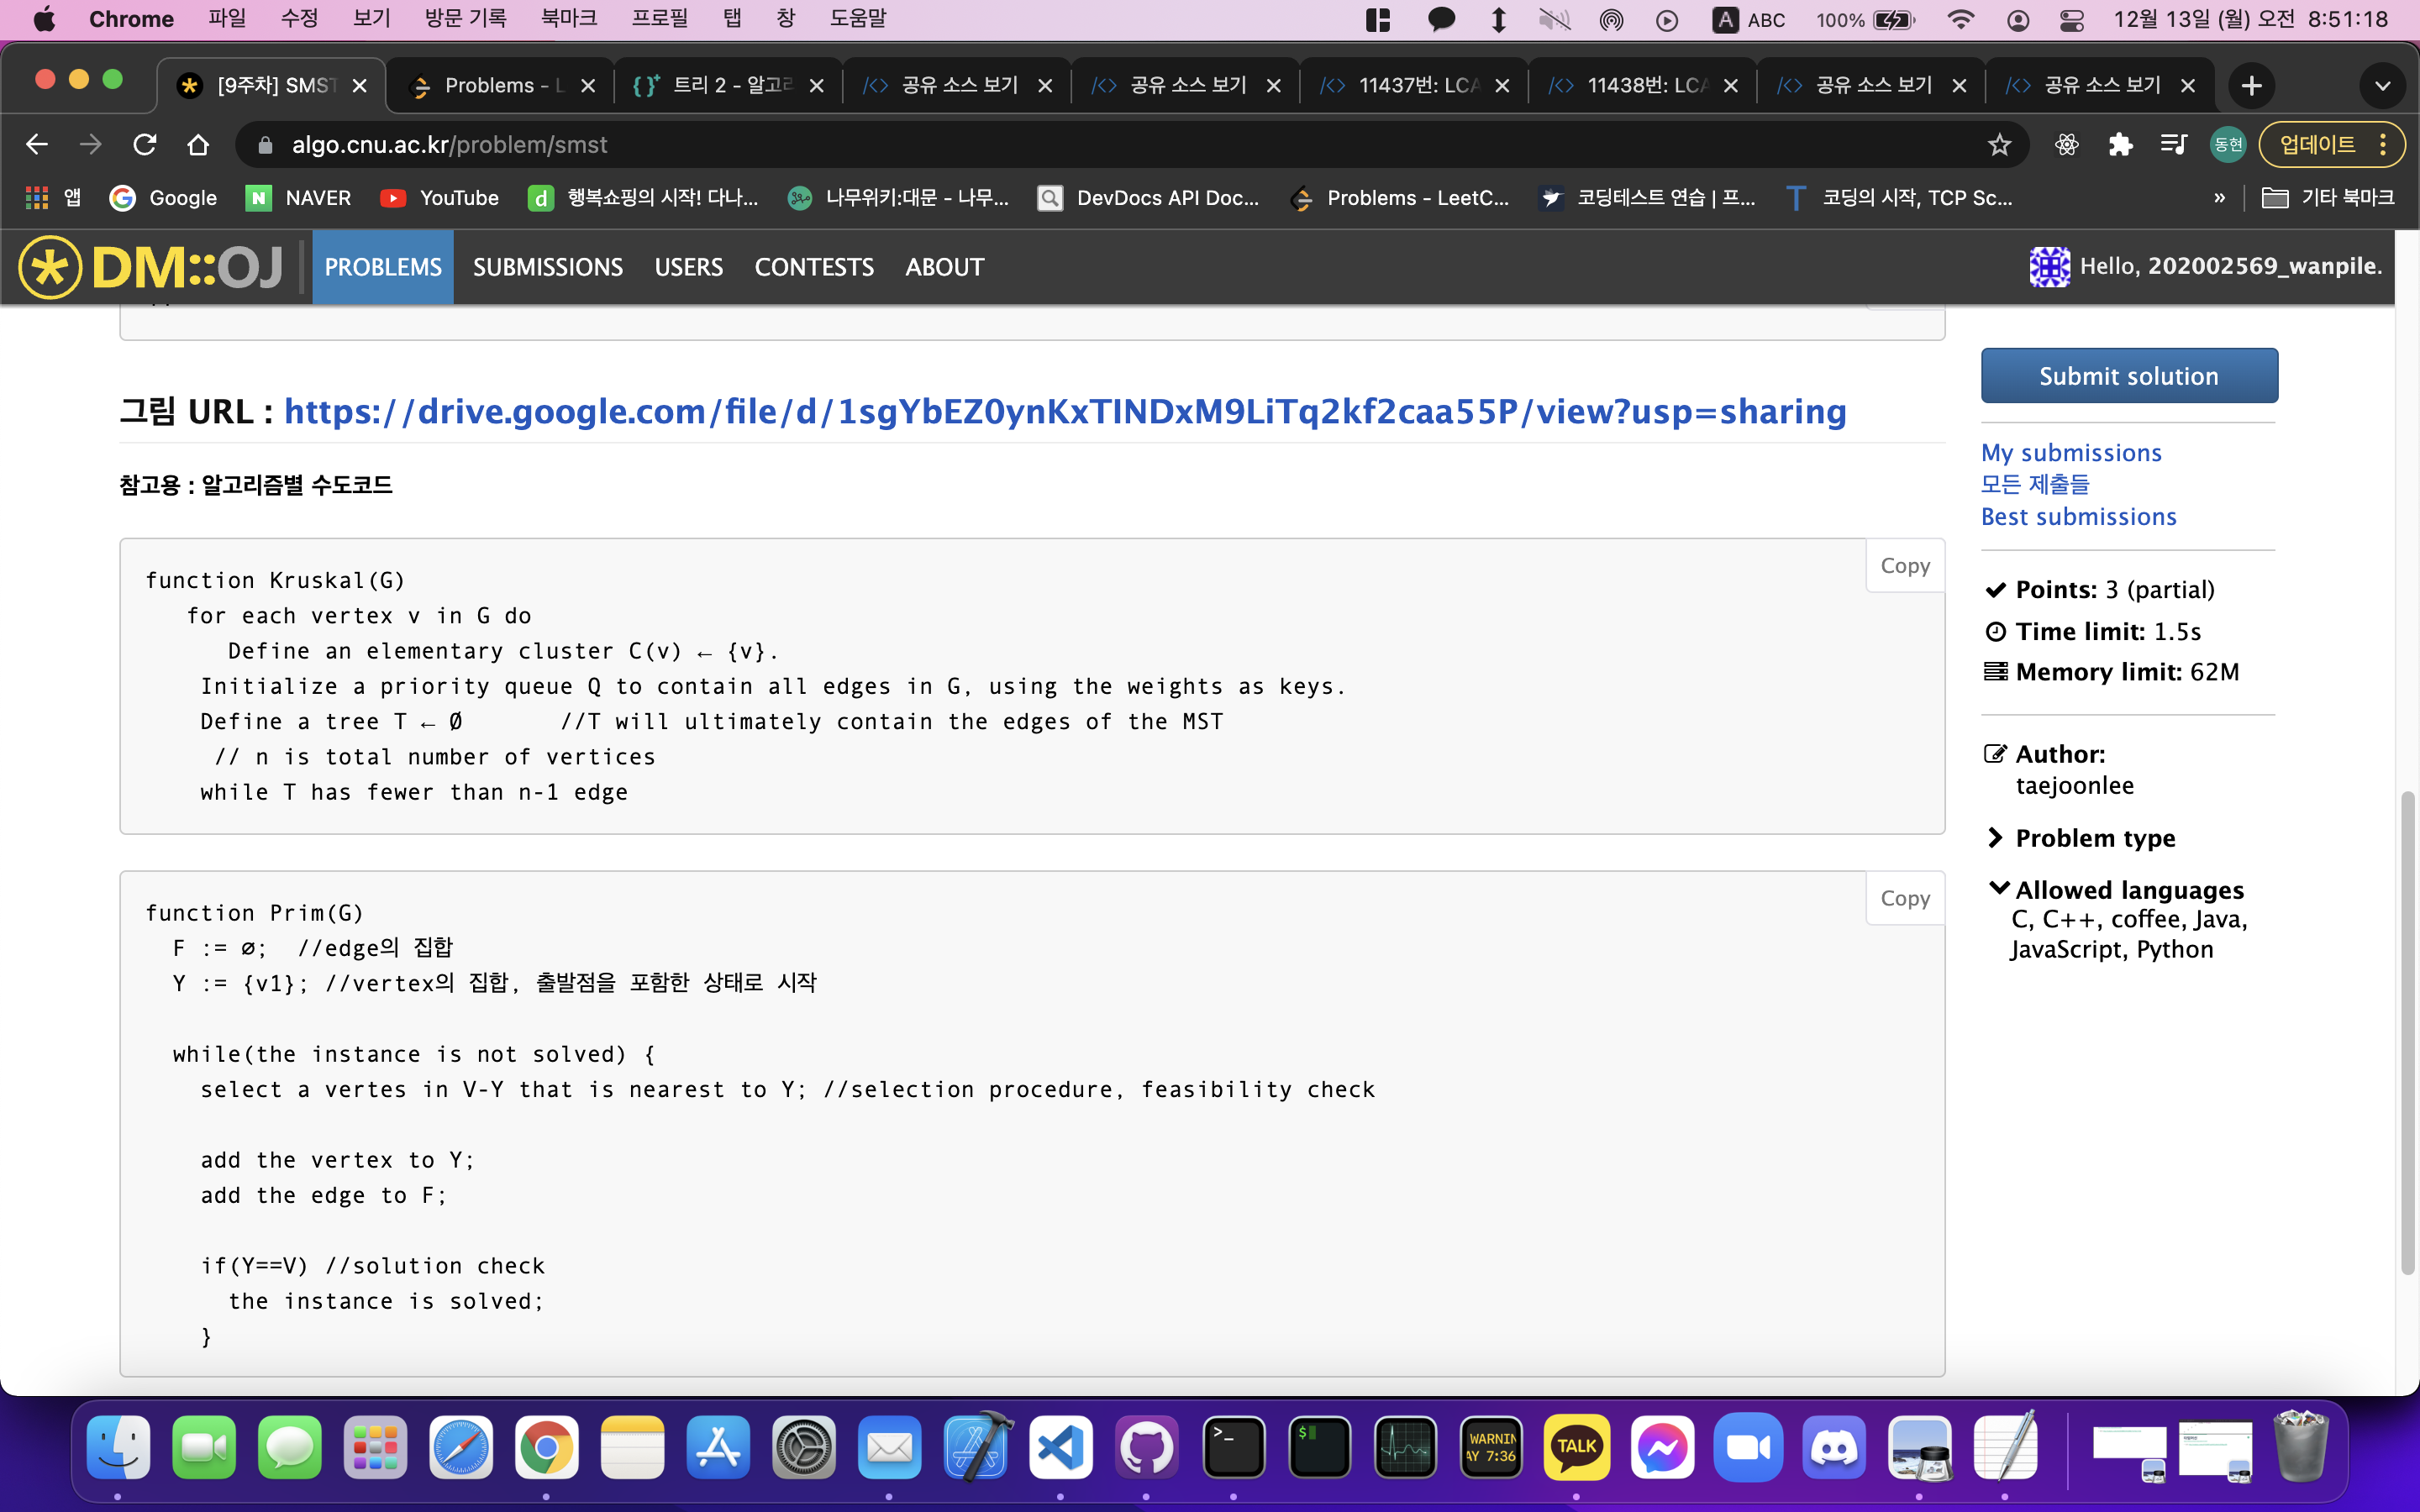 Chrome 파일 수정 보기 방문 기록 북마크 프로필 탭 창 도움말 A ABC 100% 12월 13일 (월) 오전 8:51:18
[9주차] SMST Problems - L 트리 2 - 알고리 공유 소스 보기 공유 소스 보기 11437번: LCA 11438번: LCA 공유 소스 보기 공유 소스 보기
algo.cnu.ac.kr/problem/smst 동현 업데이트
앱 Google NAVER YouTube 행복쇼핑의 시작! 다나... 나무위키:대문 - 나무... DevDocs API Doc... Problems - LeetC... 코딩테스트 연습 | 프... 코딩의 시작, TCP Sc... » 기타 북마크
DM::OJ PROBLEMS SUBMISSIONS USERS CONTESTS ABOUT Hello, 202002569_wanpile.
그림 URL : https://drive.google.com/file/d/1sgYbEZ0ynKxTINDxM9LiTq2kf2caa55P/view?usp=sharing
참고용 : 알고리즘별 수도코드
Copy
function Kruskal(G)
for each vertex v in G do
Define an elementary cluster C(v) ← {v}.
Initialize a priority queue Q to contain all edges in G, using the weights as keys.
Define a tree T ← Ø //T will ultimately contain the edges of the MST
// n is total number of vertices
while T has fewer than n-1 edge
Copy
function Prim(G)
F := ∅; //edge의 집합
Y := {v1}; //vertex의 집합, 출발점을 포함한 상태로 시작
while(the instance is not solved) {
select a vertes in V-Y that is nearest to Y; //selection procedure, feasibility check
add the vertex to Y;
add the edge to F;
if(Y==V) //solution check
the instance is solved;
}
Submit solution
My submissions
모든 제출들
Best submissions
Points: 3 (partial)
Time limit: 1.5s
Memory limit: 62M
Author:
taejoonlee
Problem type
Allowed languages
C, C++, coffee, Java,
JavaScript, Python
WARNIN
AY 7:36
TALK